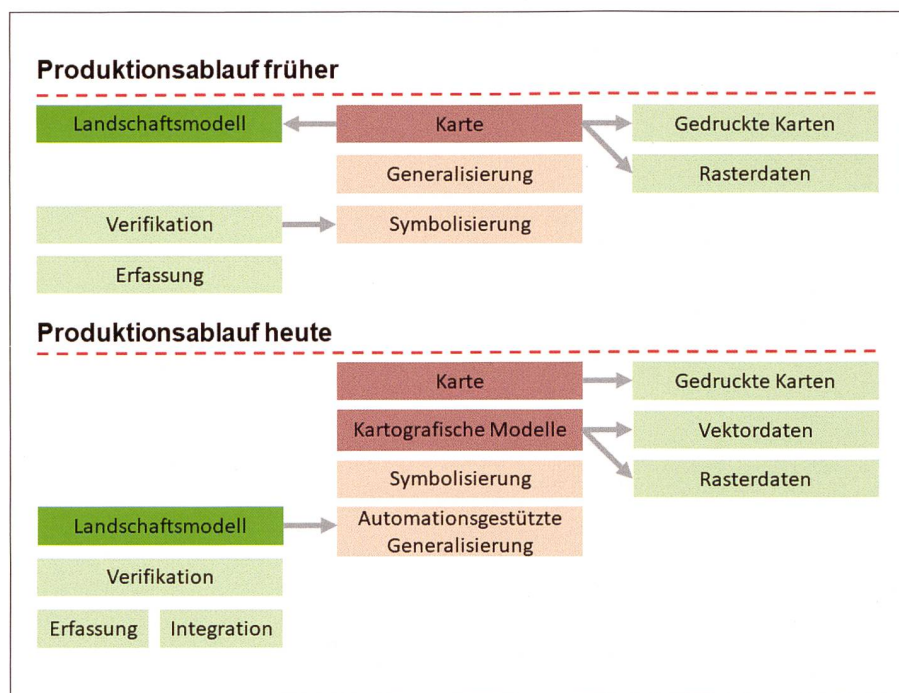 Produktionsablauf früher
Landschaftsmodell
Karte
Gedruckte Karten
Generalisierung
Rasterdaten
Verifikation
Symbolisierung
Erfassung
Produktionsablauf heute
Karte
Gedruckte Karten
Kartografische Modelle
Vektordaten
Symbolisierung
Rasterdaten
Landschaftsmodell
Automationsgestützte
Generalisierung
Verifikation
Erfassung
Integration